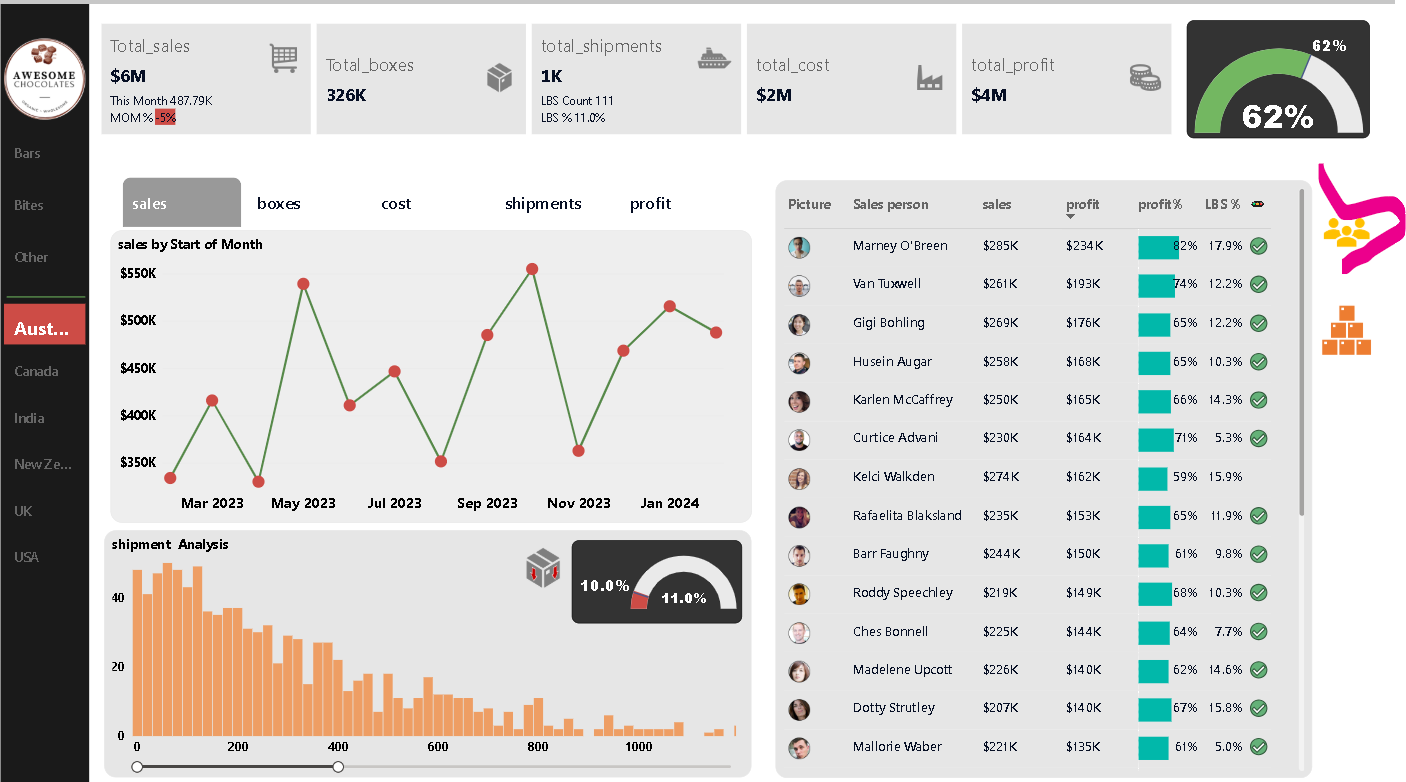 AWESOME
CHOCOLATES
Bars
Bites
Other
Aust...
Canada
India
New Ze...
UK
USA
Total_sales
$6M
This Month 487.79K
MOM % -5%
Total_boxes
326K
total_shipments
1K
LBS Count 111
LBS % 11.0%
total_cost
$2M
total_profit
$4M
62%
62%
sales boxes cost shipments profit
sales by Start of Month
$550K
$500K
$450K
$400K
$350K
Mar 2023 May 2023 Jul 2023 Sep 2023 Nov 2023 Jan 2024
shipment Analysis
10.0%
11.0%
40
20
0
0 200 400 600 800 1000
Picture Sales person sales profit profit% LBS %
Marney O'Breen $285K $234K 82% 17.9%
Van Tuxwell $261K $193K 74% 12.2%
Gigi Bohling $269K $176K 65% 12.2%
Husein Augar $258K $168K 65% 10.3%
Karlen McCaffrey $250K $165K 66% 14.3%
Curtice Advani $230K $164K 71% 5.3%
Kelci Walkden $274K $162K 59% 15.9%
Rafaelita Blaksland $235K $153K 65% 11.9%
Barr Faughny $244K $150K 61% 9.8%
Roddy Speechley $219K $149K 68% 10.3%
Ches Bonnell $225K $144K 64% 7.7%
Madelene Upcott $226K $140K 62% 14.6%
Dotty Strutley $207K $140K 67% 15.8%
Mallorie Waber $221K $135K 61% 5.0%